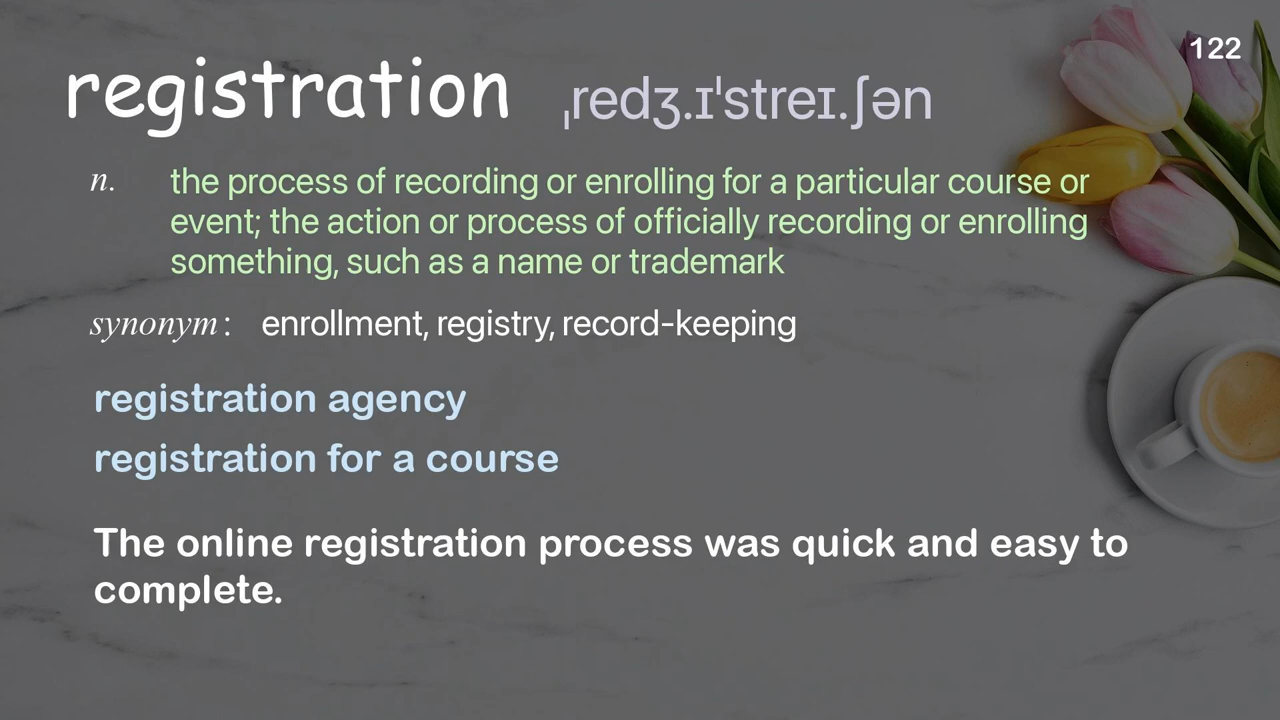 122
registration ˌredʒ.ɪˈstreɪ.ʃən
n. the process of recording or enrolling for a particular course or
event; the action or process of officially recording or enrolling
something, such as a name or trademark
synonym: enrollment, registry, record-keeping
registration agency
registration for a course
The online registration process was quick and easy to
complete.